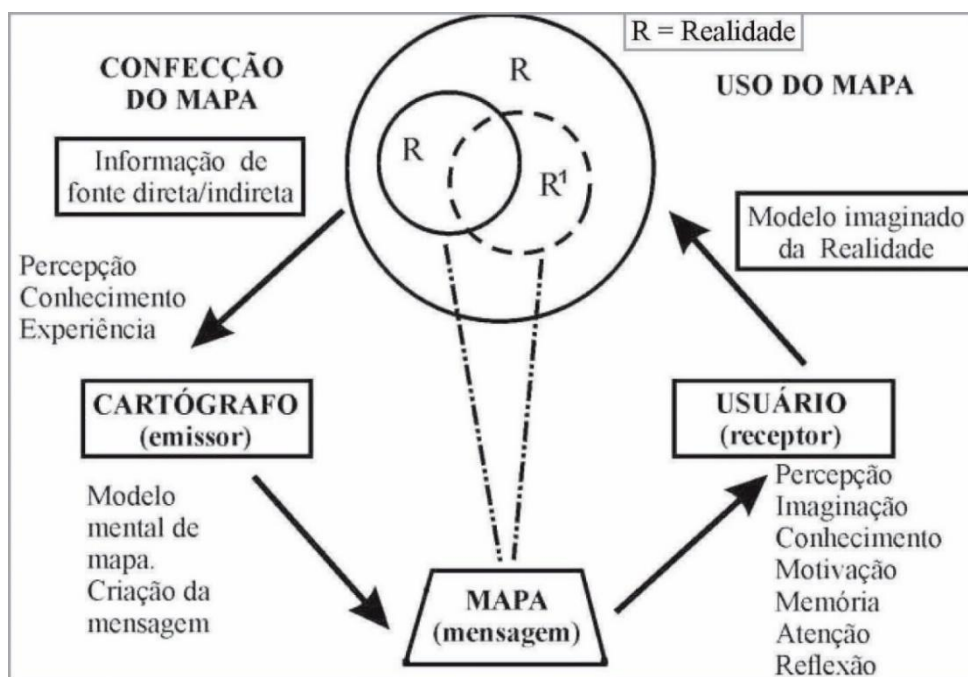 R = Realidade
CONFECÇÃO
DO MAPA
R
USO DO MAPA
Informação de
fonte direta/indireta
R
R¹
Modelo imaginado
da Realidade
Percepção
Conhecimento
Experiência
CARTÓGRAFO
(emissor)
USUÁRIO
(receptor)
Modelo
mental de
mapa.
Criação da
mensagem
MAPA
(mensagem)
Percepção
Imaginação
Conhecimento
Motivação
Memória
Atenção
Reflexão